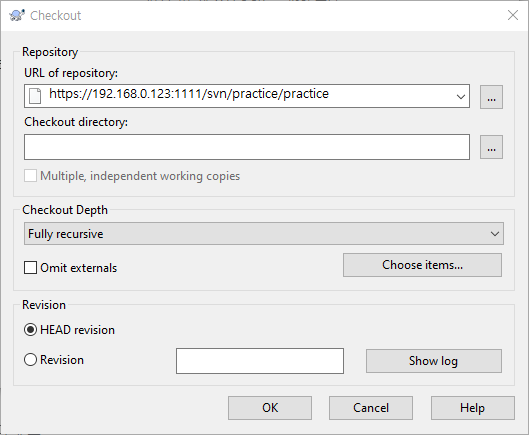 Checkout
Repository
URL of repository:
https://192.168.0.123:1111/svn/practice/practice
...
Checkout directory:
...
Multiple, independent working copies
Checkout Depth
Fully recursive
Omit externals
Choose items...
Revision
HEAD revision
Revision
Show log
OK
Cancel
Help